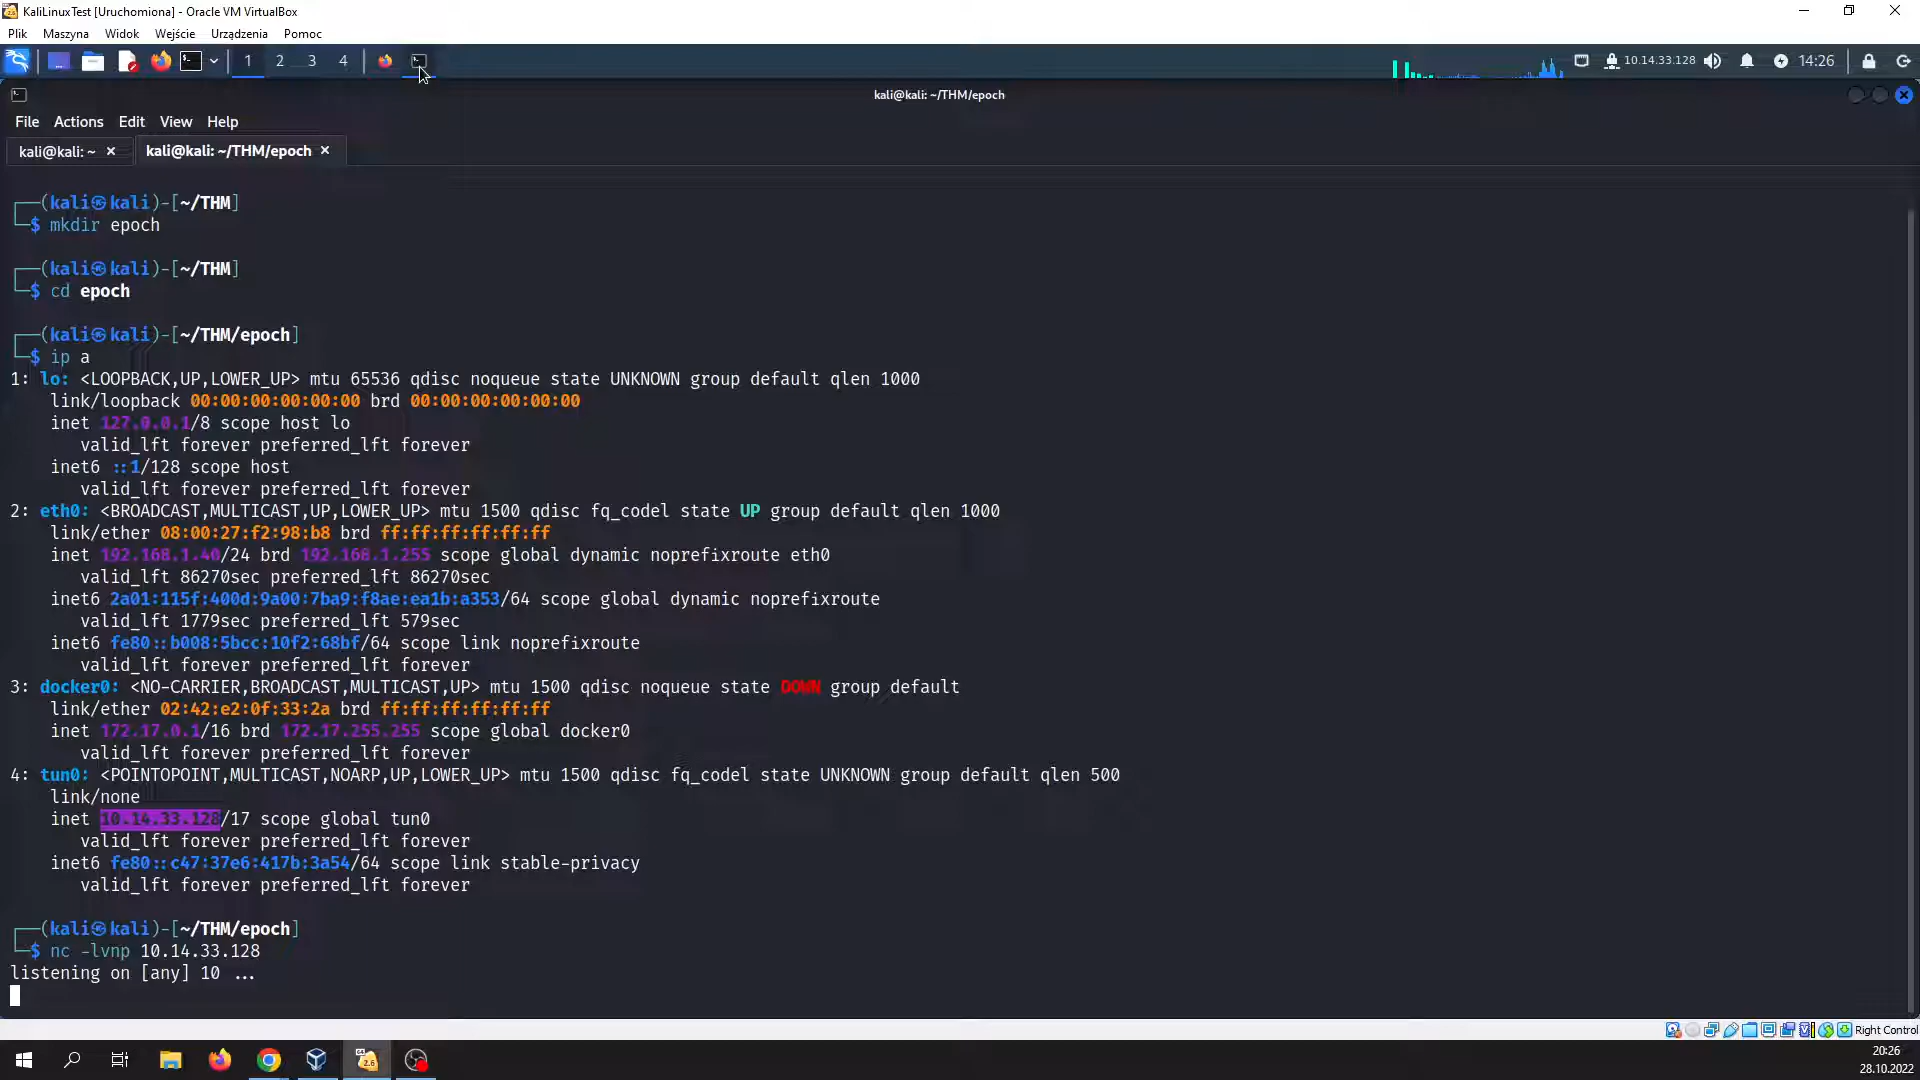 KaliLinuxTest [Uruchomiona] - Oracle VM VirtualBox
Plik Maszyna Widok Wejście Urządzenia Pomoc
1 2 3 4 10.14.33.128 14:26
kali@kali: ~/THM/epoch
File Actions Edit View Help
kali@kali: ~ × kali@kali: ~/THM/epoch ×
┌──(kali㉿kali)-[~/THM]
└─$ mkdir epoch
┌──(kali㉿kali)-[~/THM]
└─$ cd epoch
┌──(kali㉿kali)-[~/THM/epoch]
└─$ ip a
1: lo: <LOOPBACK,UP,LOWER_UP> mtu 65536 qdisc noqueue state UNKNOWN group default qlen 1000
link/loopback 00:00:00:00:00:00 brd 00:00:00:00:00:00
inet 127.0.0.1/8 scope host lo
valid_lft forever preferred_lft forever
inet6 ::1/128 scope host
valid_lft forever preferred_lft forever
2: eth0: <BROADCAST,MULTICAST,UP,LOWER_UP> mtu 1500 qdisc fq_codel state UP group default qlen 1000
link/ether 08:00:27:f2:98:b8 brd ff:ff:ff:ff:ff:ff
inet 192.168.1.40/24 brd 192.168.1.255 scope global dynamic noprefixroute eth0
valid_lft 86270sec preferred_lft 86270sec
inet6 2a01:115f:400d:9a00:7ba9:f8ae:ea1b:a353/64 scope global dynamic noprefixroute
valid_lft 1779sec preferred_lft 579sec
inet6 fe80::b008:5bcc:10f2:68bf/64 scope link noprefixroute
valid_lft forever preferred_lft forever
3: docker0: <NO-CARRIER,BROADCAST,MULTICAST,UP> mtu 1500 qdisc noqueue state DOWN group default
link/ether 02:42:e2:0f:33:2a brd ff:ff:ff:ff:ff:ff
inet 172.17.0.1/16 brd 172.17.255.255 scope global docker0
valid_lft forever preferred_lft forever
4: tun0: <POINTOPOINT,MULTICAST,NOARP,UP,LOWER_UP> mtu 1500 qdisc fq_codel state UNKNOWN group default qlen 500
link/none
inet 10.14.33.128/17 scope global tun0
valid_lft forever preferred_lft forever
inet6 fe80::c47:37e6:417b:3a54/64 scope link stable-privacy
valid_lft forever preferred_lft forever
┌──(kali㉿kali)-[~/THM/epoch]
└─$ nc -lvnp 10.14.33.128
listening on [any] 10 ...
Right Control
20:26
28.10.2022